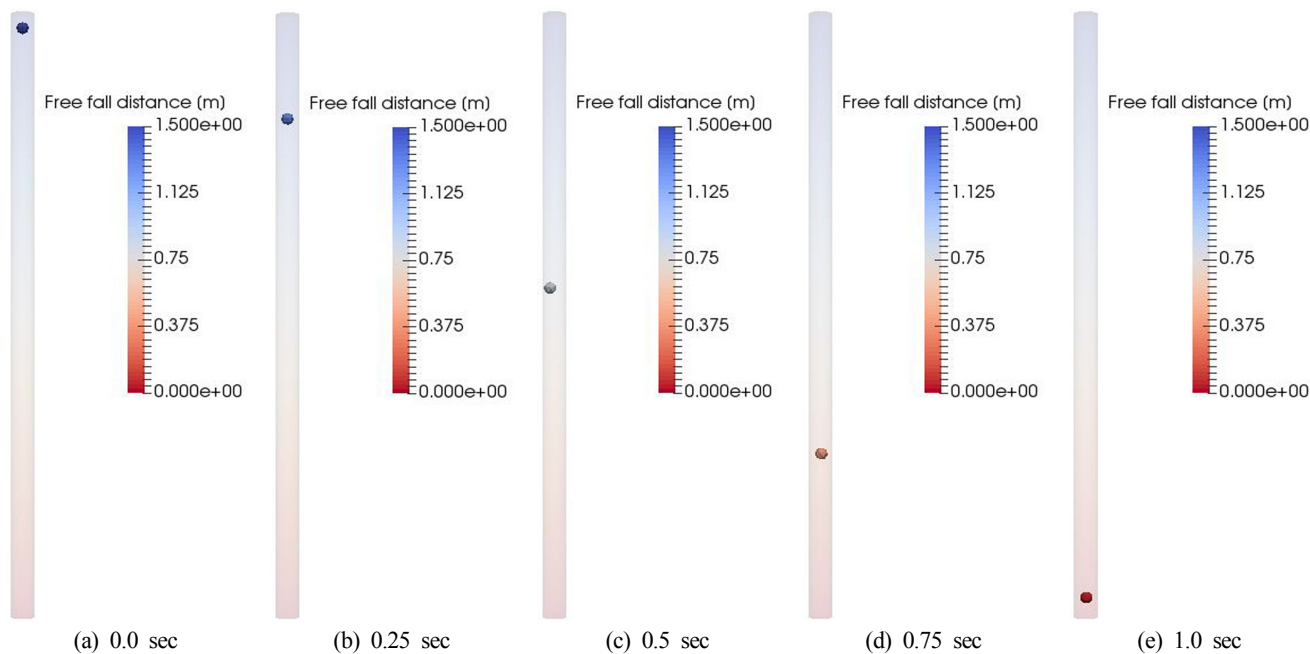 Free fall distance (m)
1.500e+00
1.125
0.75
0.375
0.000e+00
(a) 0.0 sec
Free fall distance (m)
1.500e+00
1.125
0.75
0.375
0.000e+00
(b) 0.25 sec
Free fall distance (m)
1.500e+00
1.125
0.75
0.375
0.000e+00
(c) 0.5 sec
Free fall distance (m)
1.500e+00
1.125
0.75
0.375
0.000e+00
(d) 0.75 sec
Free fall distance (m)
1.500e+00
1.125
0.75
0.375
0.000e+00
(e) 1.0 sec